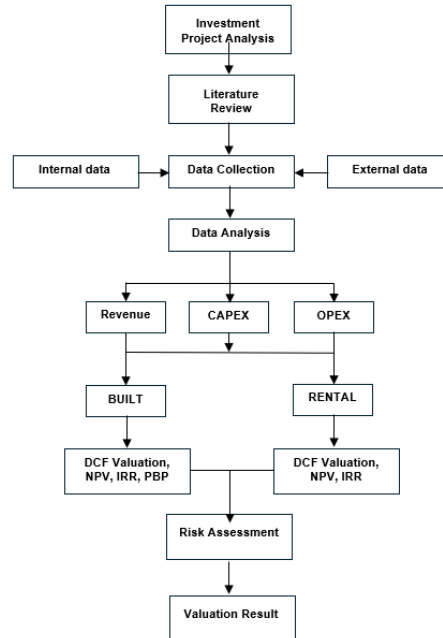 Investment
Project Analysis
Literature
Review
Internal data
Data Collection
External data
Data Analysis
Revenue
CAPEX
OPEX
BUILT
RENTAL
DCF Valuation,
NPV, IRR, PBP
DCF Valuation,
NPV, IRR
Risk Assessment
Valuation Result